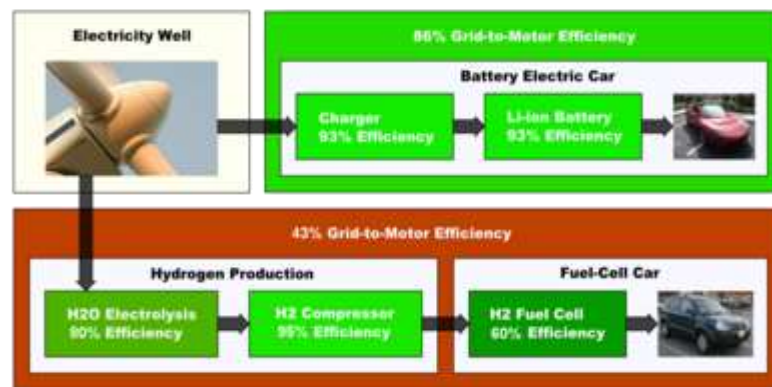 Electricity Well
86% Grid-to-Motor Efficiency
Battery Electric Car
Charger
93% Efficiency
Li-ion Battery
93% Efficiency
43% Grid-to-Motor Efficiency
Hydrogen Production
Fuel-Cell Car
H2O Electrolysis
Efficiency
H2 Compressor
Efficiency
H2 Fuel Cell
60% Efficiency